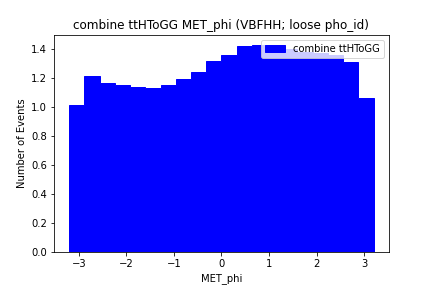 combine ttHToGG MET_phi (VBFHH; loose pho_id)
combine ttHToGG
1.4
1.2
1.0
0.8
0.6
0.4
0.2
0.0
Number of Events
−3 −2 −1 0 1 2 3
MET_phi